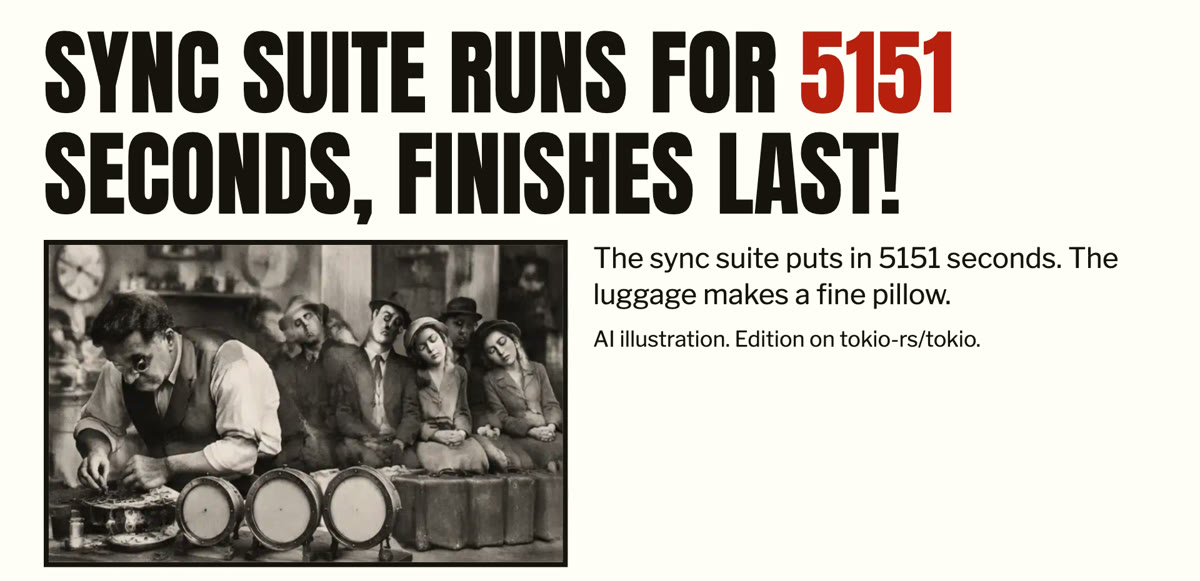 SYNC SUITE RUNS FOR 5151
SECONDS, FINISHES LAST!
The sync suite puts in 5151 seconds. The
luggage makes a fine pillow.
AI illustration. Edition on tokio-rs/tokio.